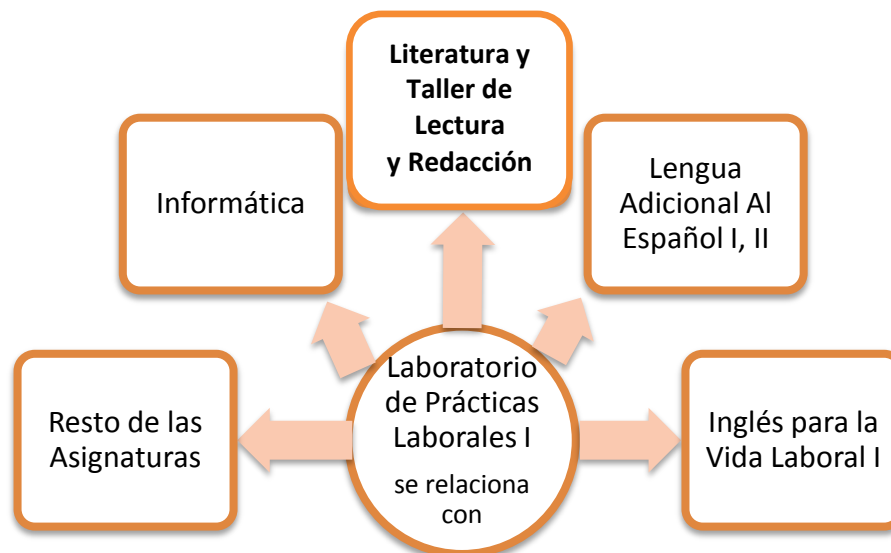 Literatura y
Taller de
Lectura
y Redacción
Informática
Lengua
Adicional Al
Español I, II
Laboratorio
de Prácticas
Laborales I
se relaciona
con
Resto de las
Asignaturas
Inglés para la
Vida Laboral I